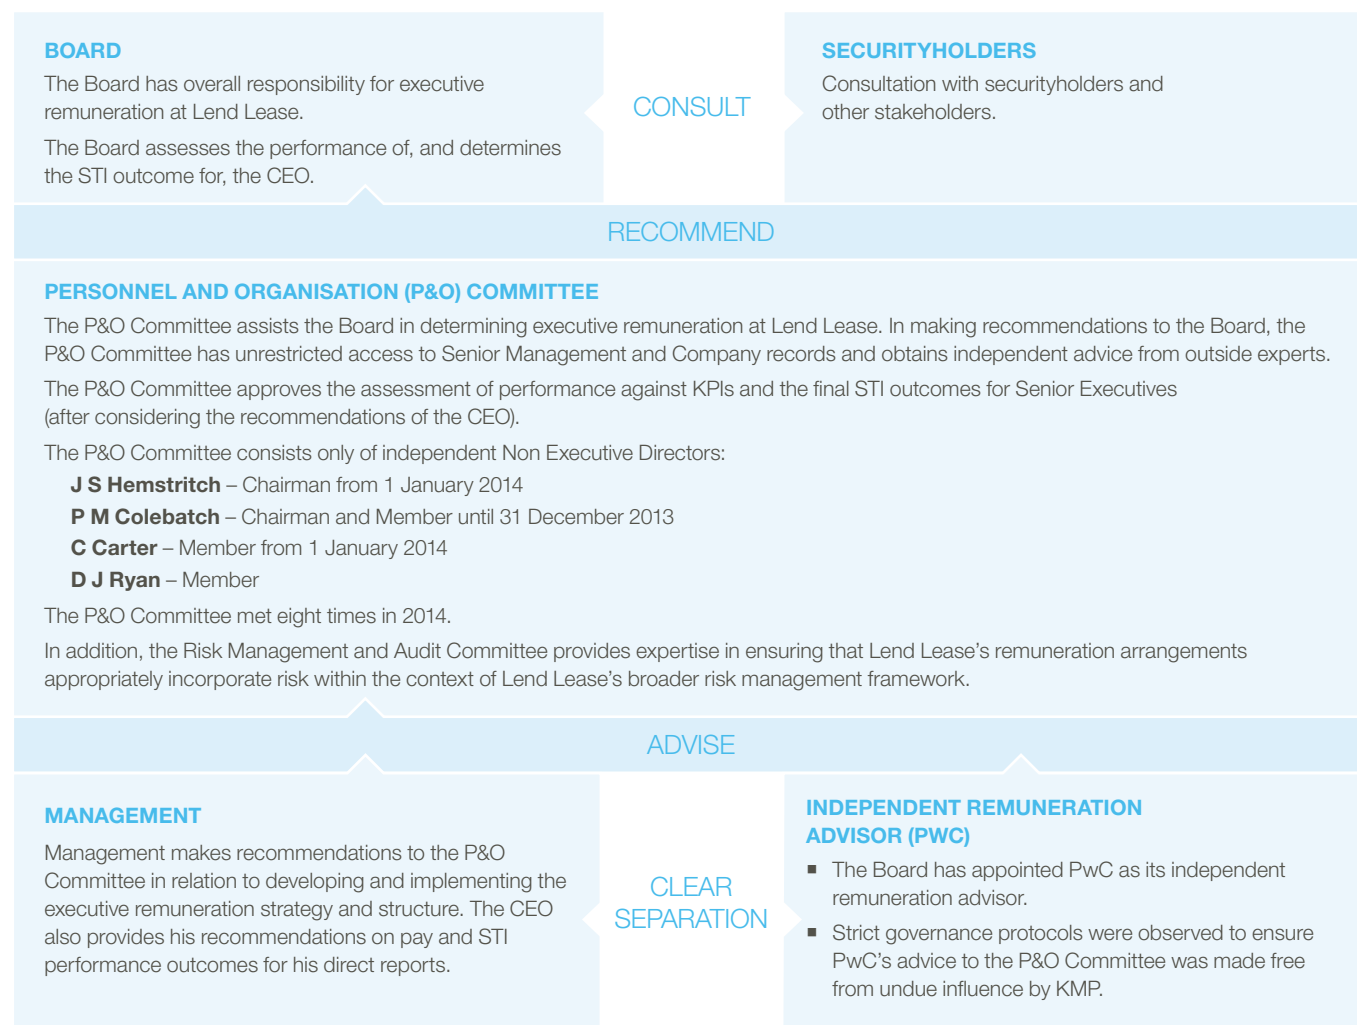 BOARD
The Board has overall responsibility for executive
remuneration at Lend Lease.
The Board assesses the performance of, and determines
the STI outcome for, the CEO.
CONSULT
SECURITYHOLDERS
Consultation with securityholders and
other stakeholders.
RECOMMEND
PERSONNEL AND ORGANISATION (P&O) COMMITTEE
The P&O Committee assists the Board in determining executive remuneration at Lend Lease. In making recommendations to the Board, the
P&O Committee has unrestricted access to Senior Management and Company records and obtains independent advice from outside experts.
The P&O Committee approves the assessment of performance against KPIs and the final STI outcomes for Senior Executives
(after considering the recommendations of the CEO).
The P&O Committee consists only of independent Non Executive Directors:
J S Hemstritch – Chairman from 1 January 2014
P M Colebatch – Chairman and Member until 31 December 2013
C Carter – Member from 1 January 2014
D J Ryan – Member
The P&O Committee met eight times in 2014.
In addition, the Risk Management and Audit Committee provides expertise in ensuring that Lend Lease's remuneration arrangements
appropriately incorporate risk within the context of Lend Lease's broader risk management framework.
ADVISE
MANAGEMENT
Management makes recommendations to the P&O
Committee in relation to developing and implementing the
executive remuneration strategy and structure. The CEO
also provides his recommendations on pay and STI
performance outcomes for his direct reports.
CLEAR
SEPARATION
INDEPENDENT REMUNERATION
ADVISOR (PWC)
▪ The Board has appointed PwC as its independent
remuneration advisor.
▪ Strict governance protocols were observed to ensure
PwC's advice to the P&O Committee was made free
from undue influence by KMP.